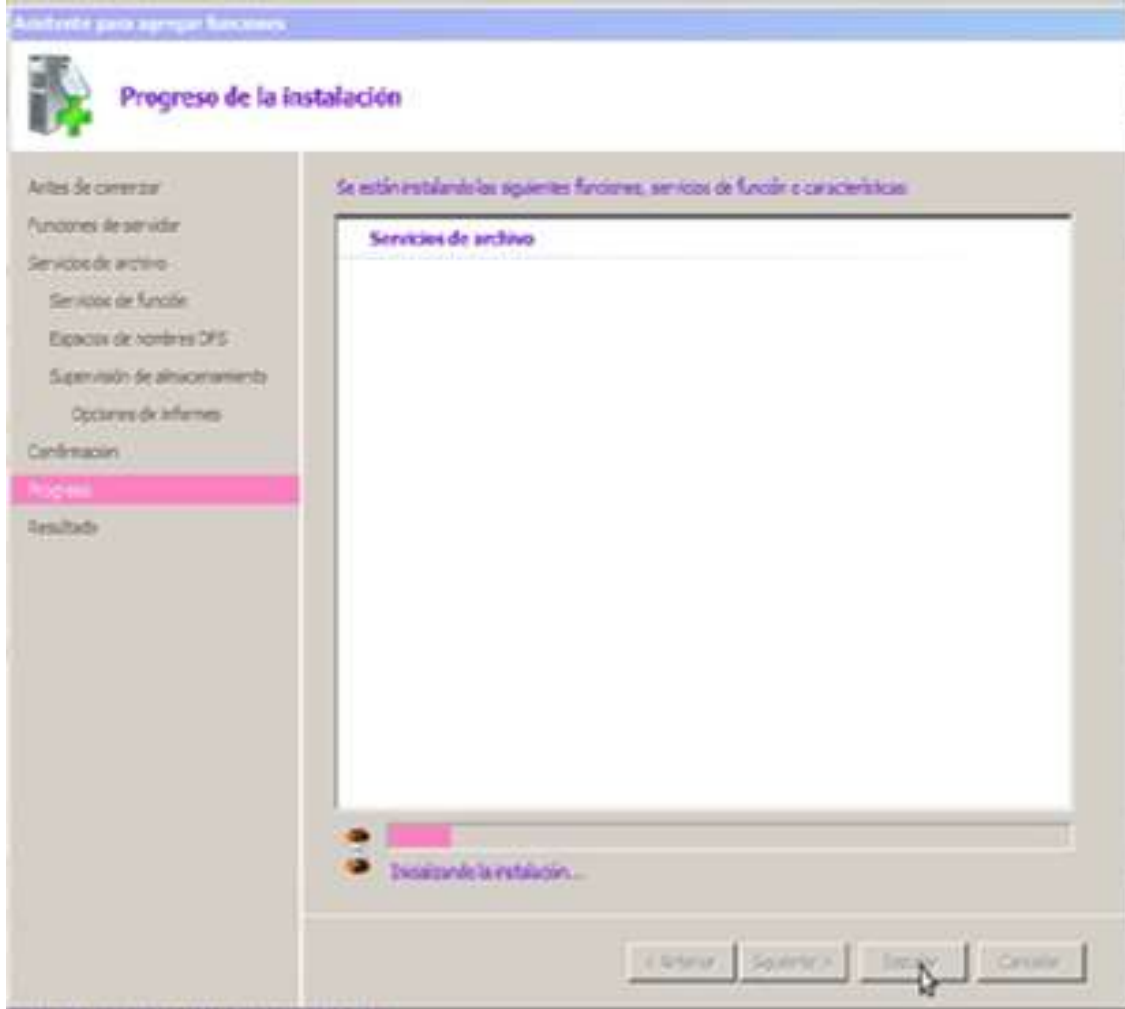 Asistente para agregar funciones
Progreso de la instalación
Antes de comenzar
Funciones de servidor
Servicios de archivo
Servicios de función
Espacios de nombres DFS
Supervisión de almacenamiento
Opciones de informes
Confirmación
Progreso
Resultado
Se están instalando las siguientes funciones, servicios de función o características:
Servicios de archivo
Inicializando la instalación...
< Anterior
Siguiente >
Instalar
Cancelar